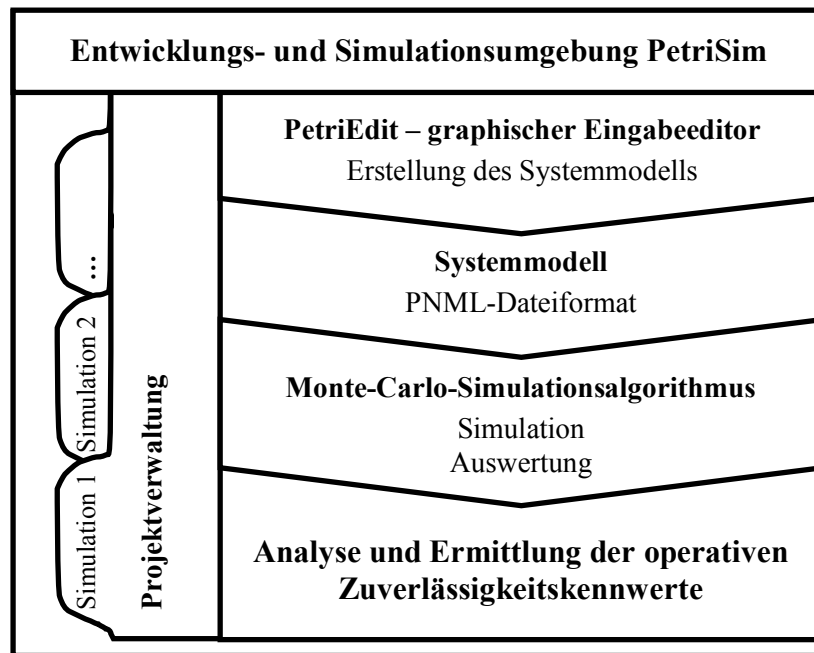 Entwicklungs- und Simulationsumgebung PetriSim
PetriEdit – graphischer Eingabeeditor
Erstellung des Systemmodells
Systemmodell
PNML-Dateiformat
Monte-Carlo-Simulationsalgorithmus
Simulation
Auswertung
Analyse und Ermittlung der operativen
Zuverlässigkeitskennwerte
Projektverwaltung
Simulation 1
Simulation 2
...